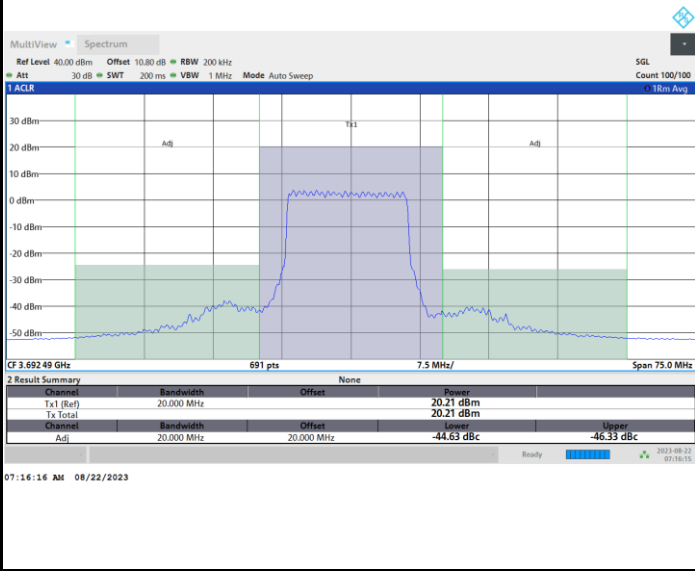 MultiView Spectrum
Ref Level 40.00 dBm Offset 10.80 dB RBW 200 kHz SGL
Att 30 dB SWT 200 ms VBW 1 MHz Mode Auto Sweep Count 100/100
1 ACLR 1Rm Avg
Tx1
30 dBm
Adj Adj
20 dBm
10 dBm
0 dBm
-10 dBm
-20 dBm
-30 dBm
-40 dBm
-50 dBm
CF 3.692 49 GHz 691 pts 7.5 MHz/ Span 75.0 MHz
2 Result Summary None
Channel Bandwidth Offset Power
Tx1 (Ref) 20.000 MHz 20.21 dBm
Tx Total 20.21 dBm
Channel Bandwidth Offset Lower Upper
Adj 20.000 MHz 20.000 MHz -44.63 dBc -46.33 dBc
Ready 2023-08-22
07:16:15
07:16:16 AM 08/22/2023